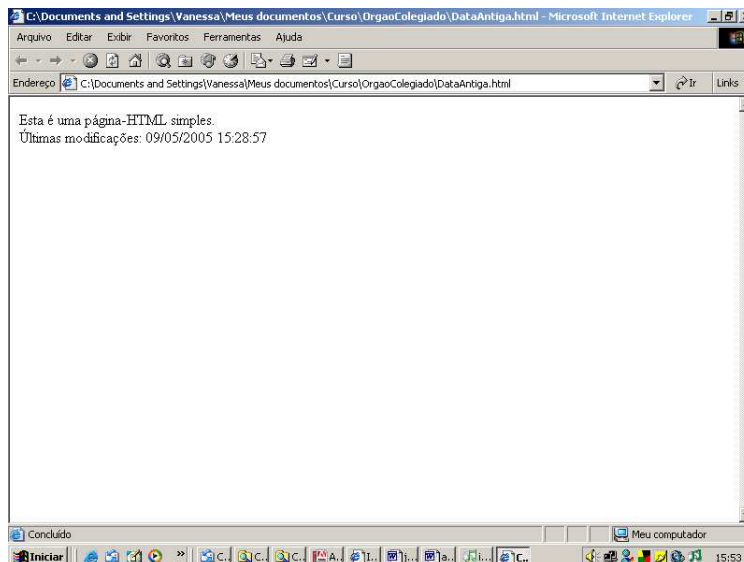 C:\Documents and Settings\Vanessa\Meus documentos\Curso\OrgaoColegiado\DataAntiga.html - Microsoft Internet Explorer
Arquivo Editar Exibir Favoritos Ferramentas Ajuda
Endereço C:\Documents and Settings\Vanessa\Meus documentos\Curso\OrgaoColegiado\DataAntiga.html Ir Links
Esta é uma página-HTML simples.
Últimas modificações: 09/05/2005 15:28:57
Concluído Meu computador
Iniciar » C.. C.. C.. A.. I.. j.. a.. i.. C.. 15:53